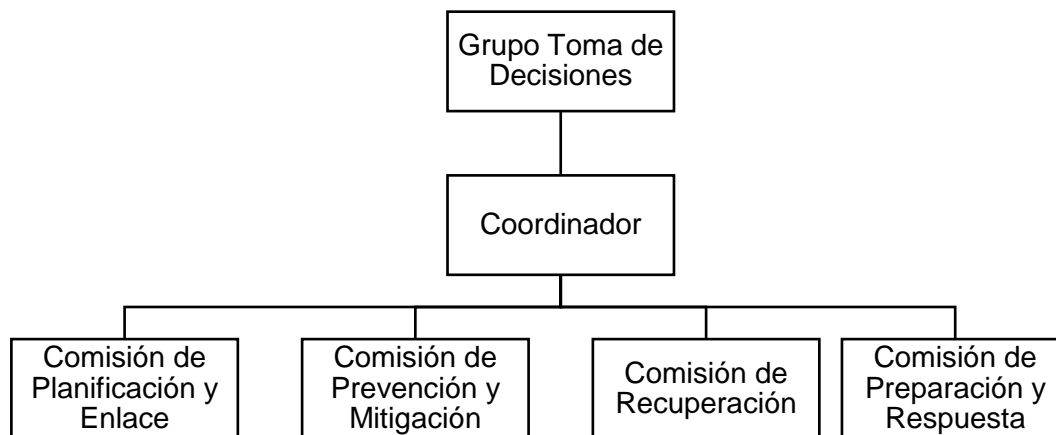 Grupo Toma de
Decisiones
Coordinador
Comisión de
Planificación y
Enlace
Comisión de
Prevención y
Mitigación
Comisión de
Recuperación
Comisión de
Preparación y
Respuesta